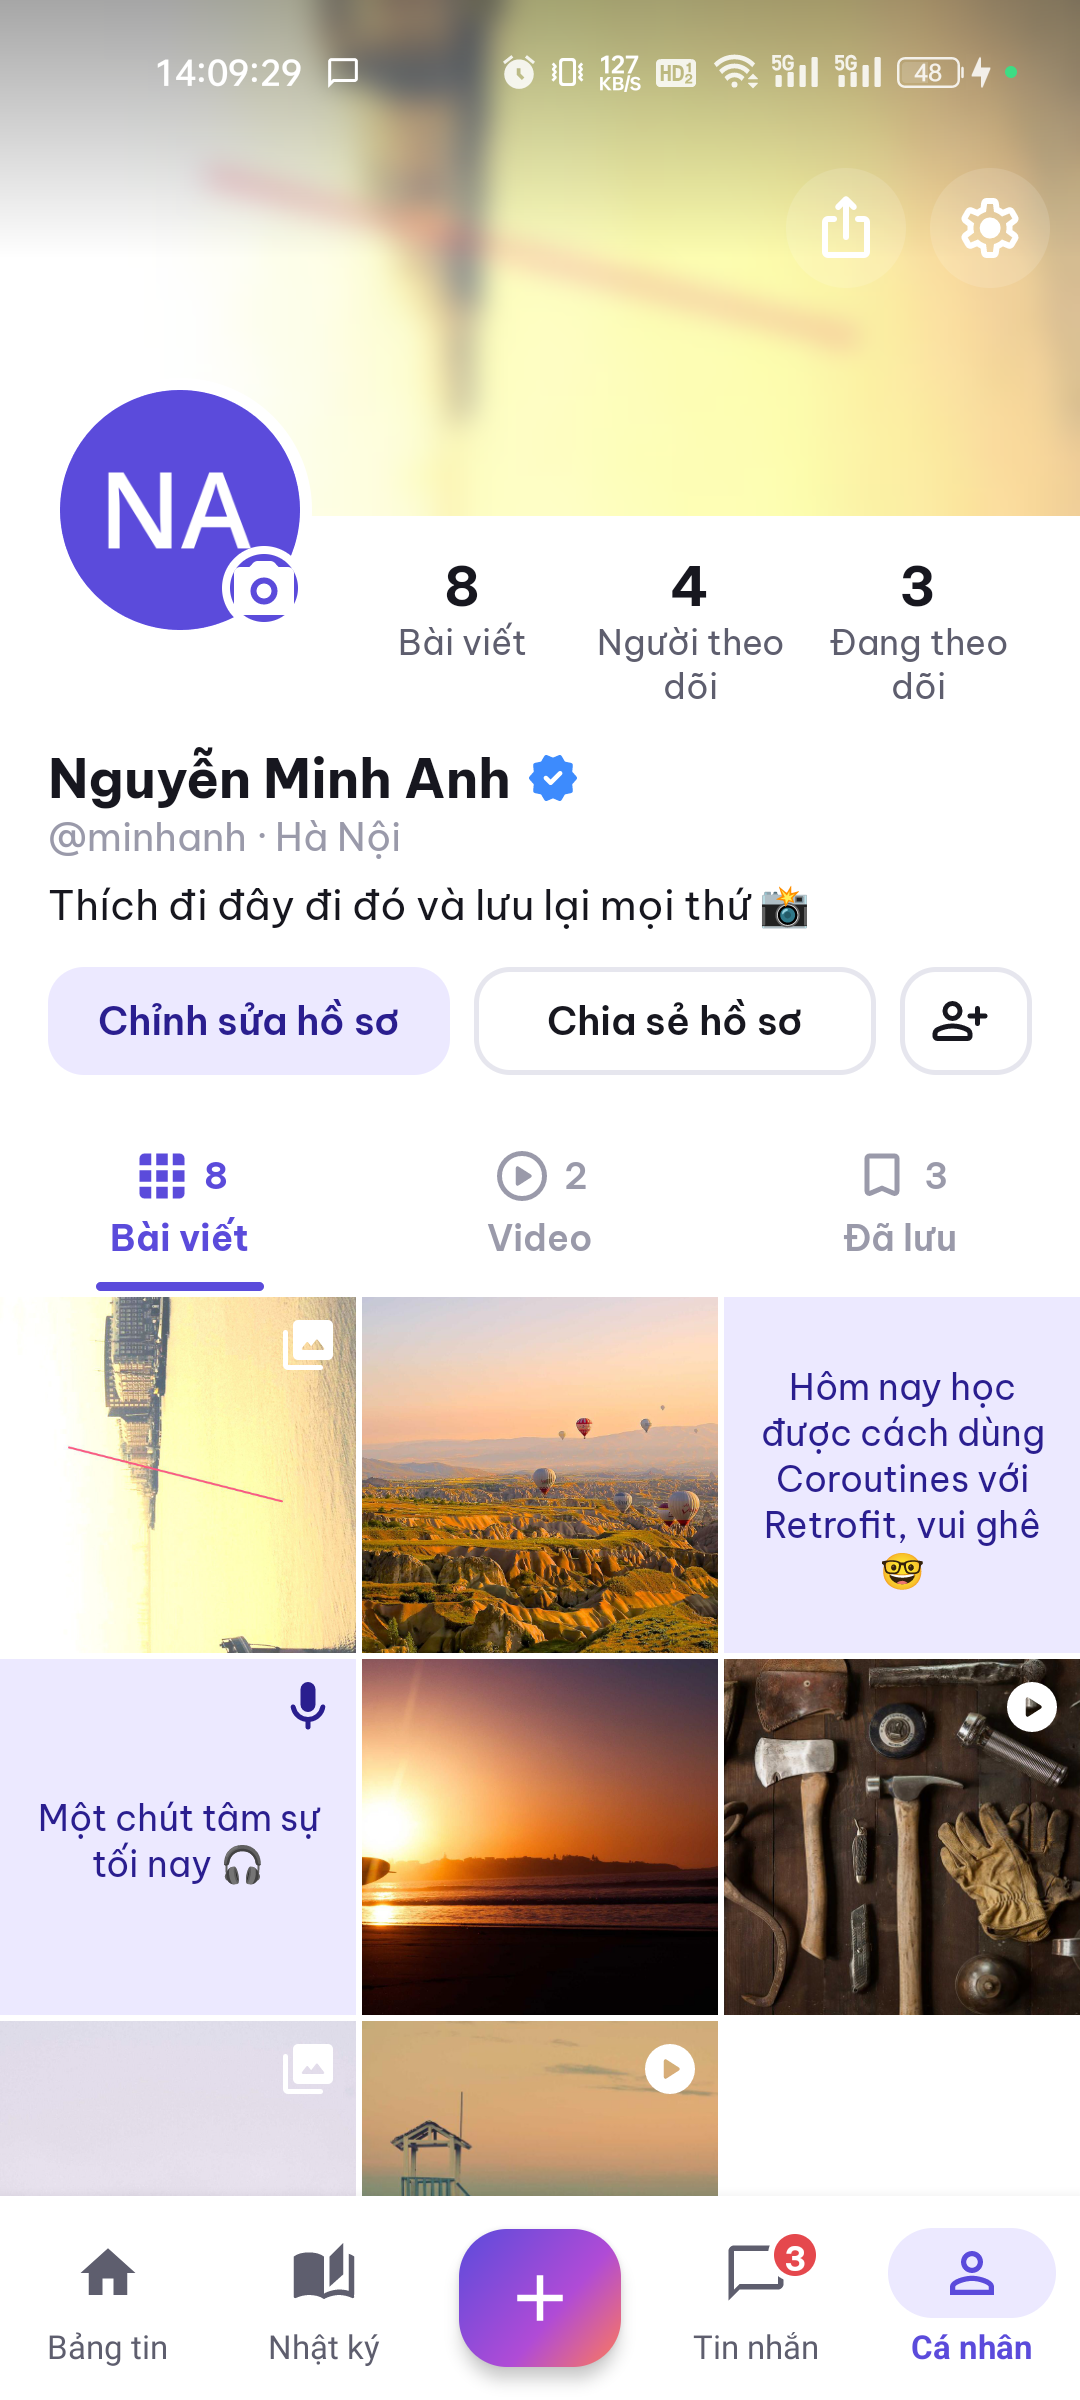 14:09:29
127
KB/S
HD 1 2
5G
5G
48
NA
8
4
3
Bài viết
Người theo dõi
Đang theo dõi
Nguyễn Minh Anh
@minhanh · Hà Nội
Thích đi đây đi đó và lưu lại mọi thứ 📸
Chỉnh sửa hồ sơ
Chia sẻ hồ sơ
8
2
3
Bài viết
Video
Đã lưu
Hôm nay học
được cách dùng
Coroutines với
Retrofit, vui ghê
🤓
Một chút tâm sự
tối nay 🎧
3
Bảng tin
Nhật ký
Tin nhắn
Cá nhân